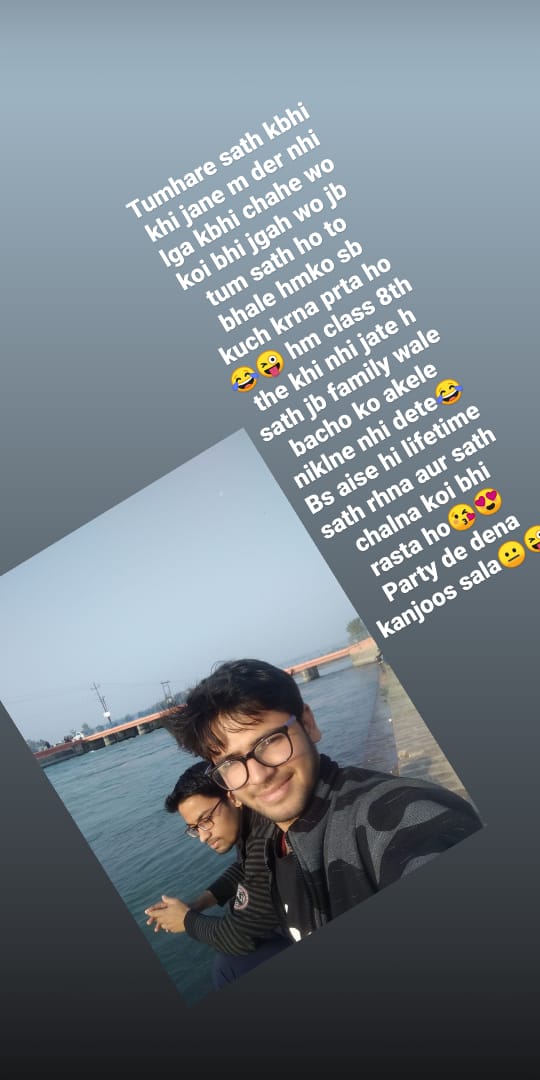 Tumhare sath kbhi
khi jane m der nhi
lga kbhi chahe wo
koi bhi jgah wo jb
tum sath ho to
bhale hmko sb
kuch krna prta ho
😂😜 hm class 8th
the khi nhi jate h
sath jb family wale
bacho ko akele
niklne nhi dete😂
Bs aise hi lifetime
sath rhna aur sath
chalna koi bhi
rasta ho😘😍
Party de dena
kanjoos sala😐😜